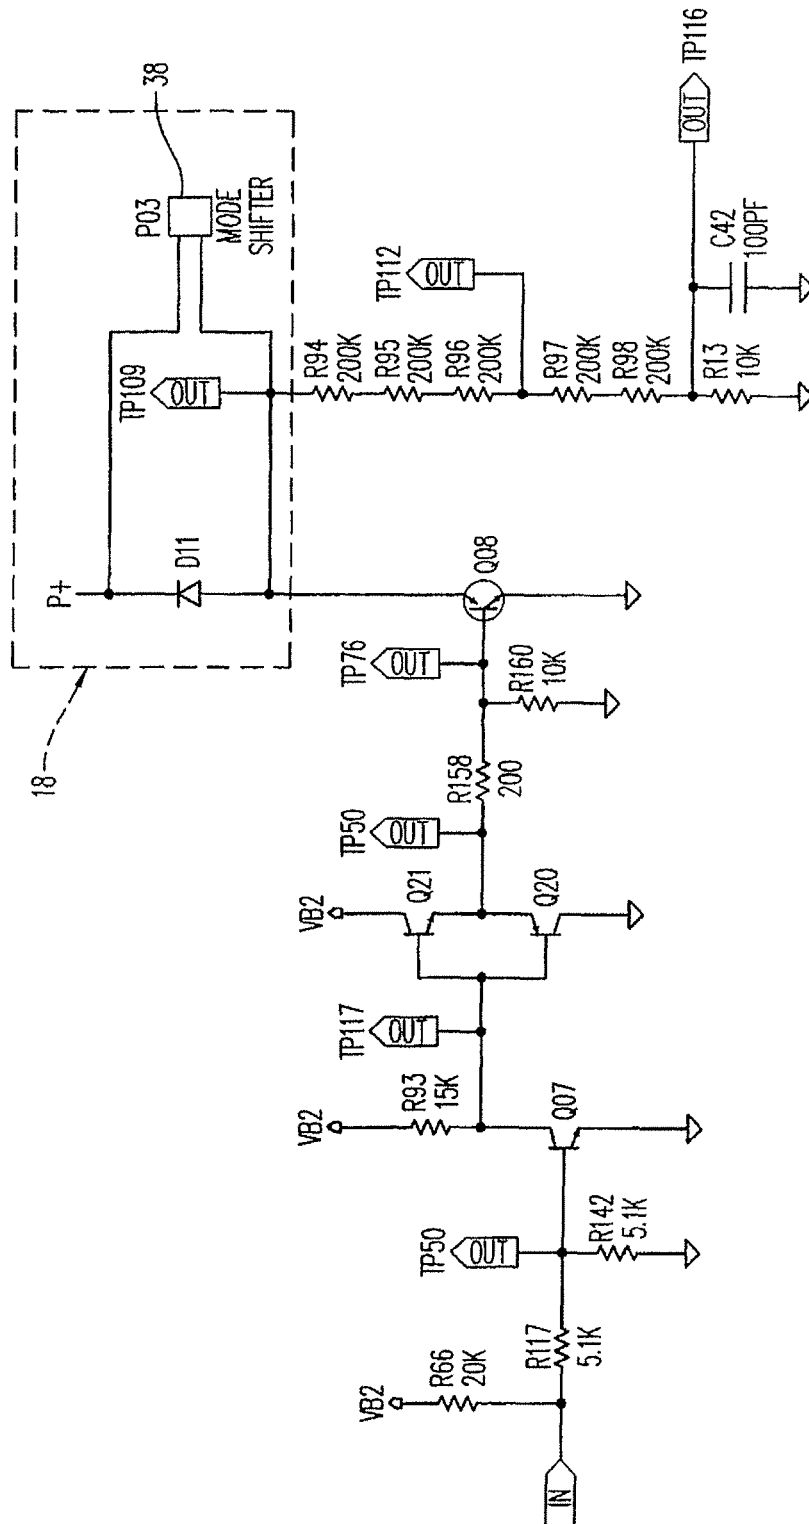 18
38
P+
D11
TP109
OUT
P03
MODE
SHIFTER
VB2
R66
20K
IN
R117
5.1K
TP50
OUT
R142
5.1K
VB2
R93
15K
Q07
TP117
OUT
VB2
Q21
Q20
TP50
OUT
R158
200
TP76
OUT
R160
10K
Q08
R94
200K
R95
200K
R96
200K
TP112
OUT
R97
200K
R98
200K
R13
10K
C42
100PF
OUT
TP116